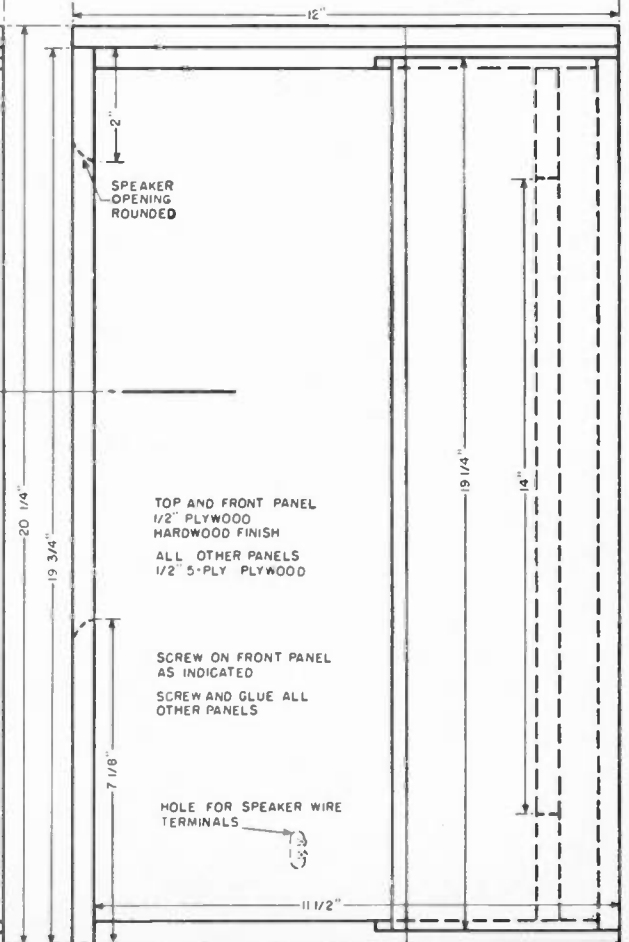 12"
2"
SPEAKER
OPENING
ROUNDED
20 1/4"
19 3/4"
19 1/4"
14"
TOP AND FRONT PANEL
1/2" PLYWOOD
HARDWOOD FINISH
ALL OTHER PANELS
1/2" 5-PLY PLYWOOD
SCREW ON FRONT PANEL
AS INDICATED
SCREW AND GLUE ALL
OTHER PANELS
7 1/8"
HOLE FOR SPEAKER WIRE
TERMINALS
11 1/2"